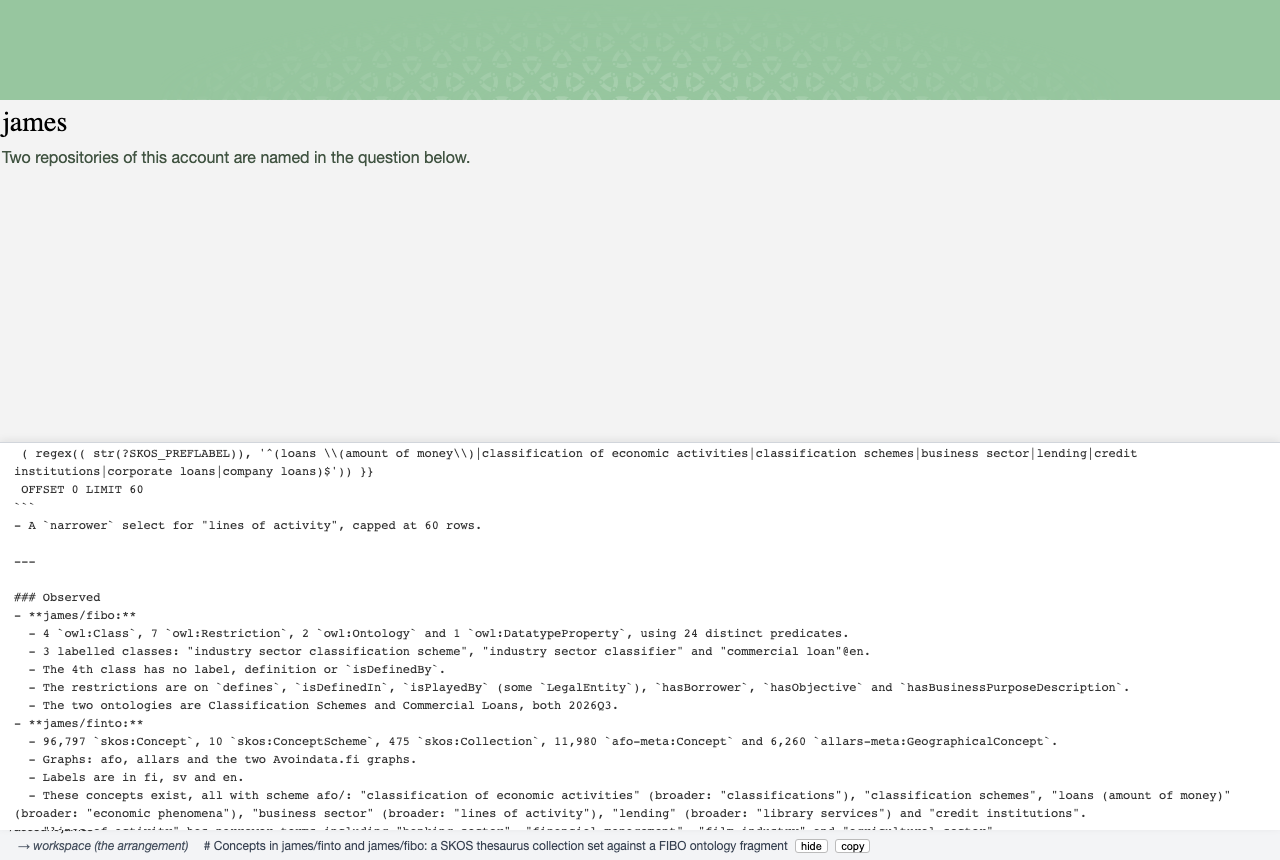 james
Two repositories of this account are named in the question below.
( regex(( str(?SKOS_PREFLABEL)), '^(loans \\(amount of money\\)|classification of economic activities|classification schemes|business sector|lending|credit
institutions|corporate loans|company loans)$')) }}
OFFSET 0 LIMIT 60
```
- A `narrower` select for "lines of activity", capped at 60 rows.
---
### Observed
- **james/fibo:**
- 4 `owl:Class`, 7 `owl:Restriction`, 2 `owl:Ontology` and 1 `owl:DatatypeProperty`, using 24 distinct predicates.
- 3 labelled classes: "industry sector classification scheme", "industry sector classifier" and "commercial loan"@en.
- The 4th class has no label, definition or `isDefinedBy`.
- The restrictions are on `defines`, `isDefinedIn`, `isPlayedBy` (some `LegalEntity`), `hasBorrower`, `hasObjective` and `hasBusinessPurposeDescription`.
- The two ontologies are Classification Schemes and Commercial Loans, both 2026Q3.
- **james/finto:**
- 96,797 `skos:Concept`, 10 `skos:ConceptScheme`, 475 `skos:Collection`, 11,980 `afo-meta:Concept` and 6,260 `allars-meta:GeographicalConcept`.
- Graphs: afo, allars and the two Avoindata.fi graphs.
- Labels are in fi, sv and en.
- These concepts exist, all with scheme afo/: "classification of economic activities" (broader: "classifications"), "classification schemes", "loans (amount of money)"
(broader: "economic phenomena"), "business sector" (broader: "lines of activity"), "lending" (broader: "library services") and "credit institutions".
→ workspace (the arrangement) # Concepts in james/finto and james/fibo: a SKOS thesaurus collection set against a FIBO ontology fragment hide copy